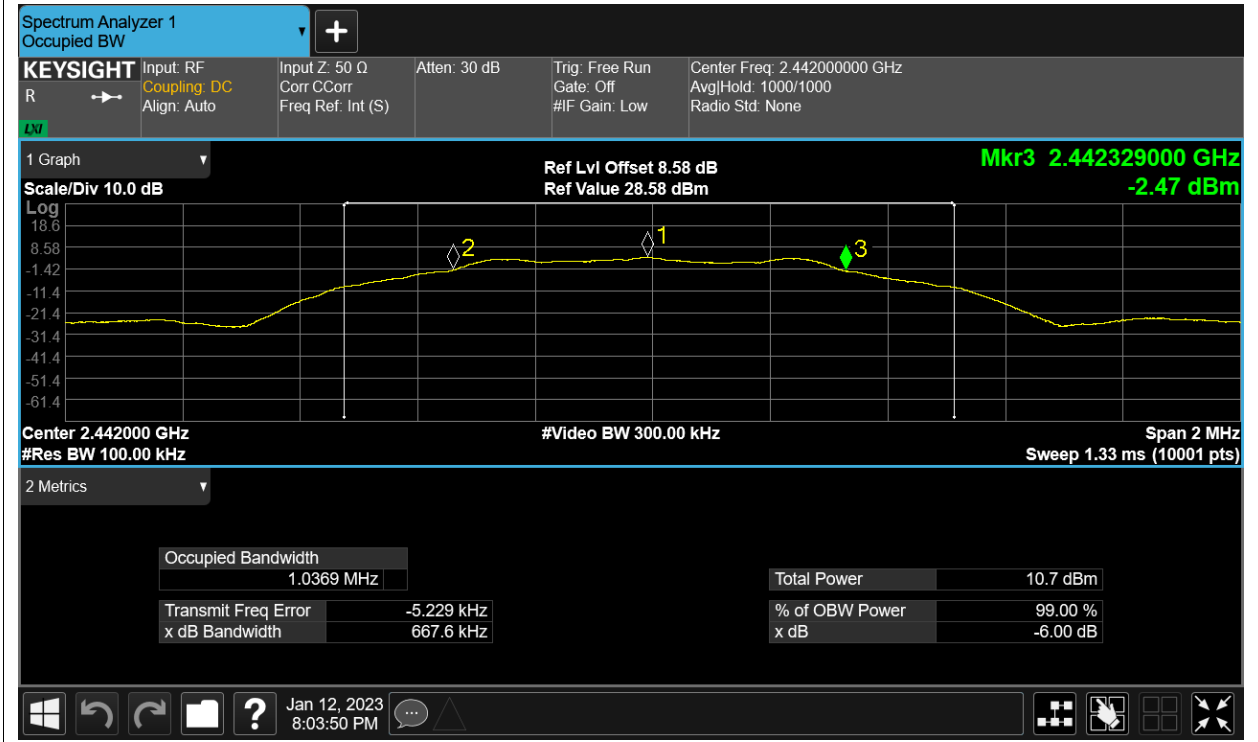 Spectrum Analyzer 1
Occupied BW
KEYSIGHT
R
LXI
Input: RF
Coupling: DC
Align: Auto
Input Z: 50 Ω
Corr CCorr
Freq Ref: Int (S)
Atten: 30 dB
Trig: Free Run
Gate: Off
#IF Gain: Low
Center Freq: 2.442000000 GHz
Avg|Hold: 1000/1000
Radio Std: None
1 Graph
Scale/Div 10.0 dB
Ref Lvl Offset 8.58 dB
Ref Value 28.58 dBm
Mkr3 2.442329000 GHz
-2.47 dBm
Log
18.6
8.58
-1.42
-11.4
-21.4
-31.4
-41.4
-51.4
-61.4
2
1
3
Center 2.442000 GHz
#Video BW 300.00 kHz
Span 2 MHz
#Res BW 100.00 kHz
Sweep 1.33 ms (10001 pts)
2 Metrics
Occupied Bandwidth
1.0369 MHz
Transmit Freq Error -5.229 kHz
x dB Bandwidth 667.6 kHz
Total Power 10.7 dBm
% of OBW Power 99.00 %
x dB -6.00 dB
?
Jan 12, 2023
8:03:50 PM